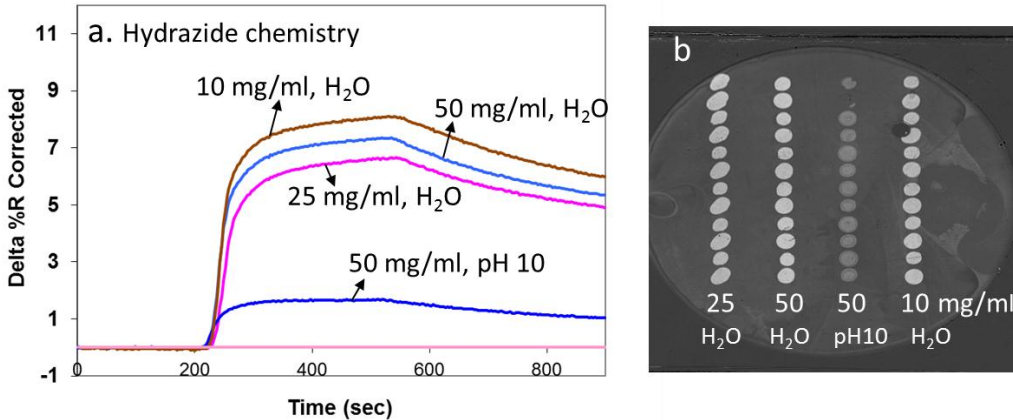 a. Hydrazide chemistry
11
9
7
5
3
1
-1
Delta %R Corrected
10 mg/ml, H₂O
50 mg/ml, H₂O
25 mg/ml, H₂O
50 mg/ml, pH 10
0 200 400 600 800
Time (sec)
b
25 50 50 10 mg/ml
H₂O H₂O pH10 H₂O